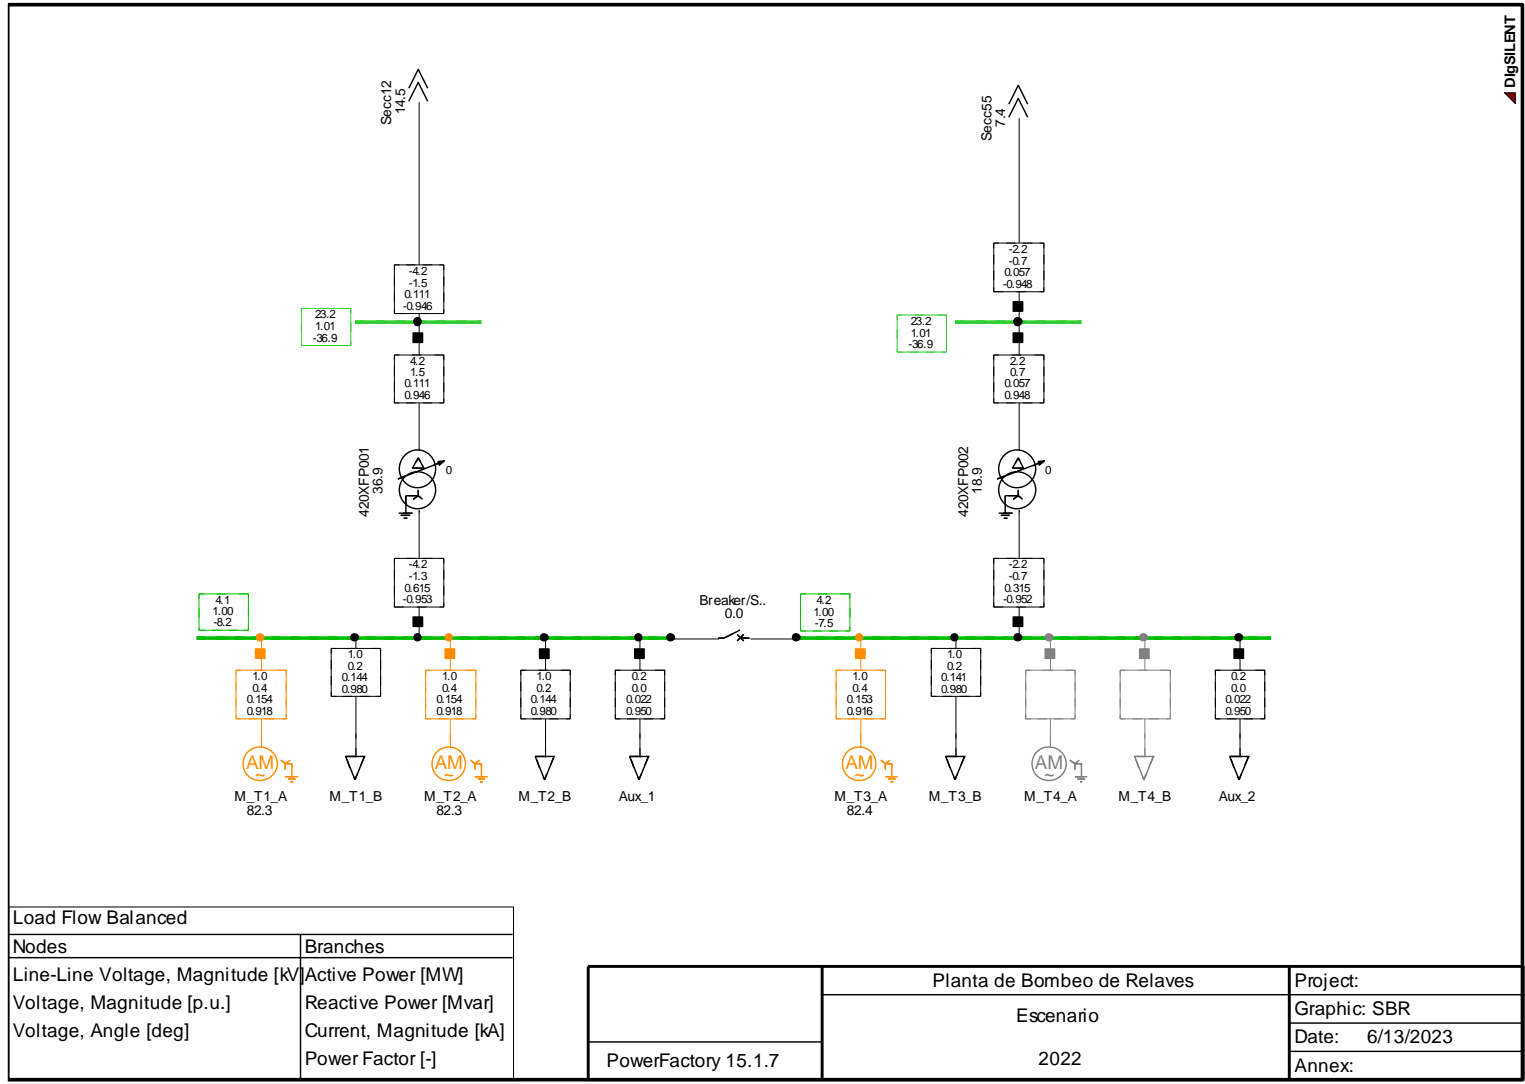 DIgSILENT
Secc12
14.5
Secc55
7.4
-4.2
-1.5
0.111
-0.946
-2.2
-0.7
0.057
-0.948
23.2
1.01
-36.9
23.2
1.01
-36.9
4.2
1.5
0.111
0.946
2.2
0.7
0.057
0.948
420XFP001
36.9
0
420XFP002
18.9
0
-4.2
-1.3
0.615
-0.953
-2.2
-0.7
0.315
-0.952
4.1
1.00
-8.2
Breaker/S..
0.0
4.2
1.00
-7.5
1.0
0.4
0.154
0.918
1.0
0.2
0.144
0.980
1.0
0.4
0.154
0.918
1.0
0.2
0.144
0.980
0.2
0.0
0.022
0.950
1.0
0.4
0.153
0.916
1.0
0.2
0.141
0.980
0.2
0.0
0.022
0.950
AM
~
AM
~
AM
~
AM
~
M_T1_A
82.3
M_T1_B
M_T2_A
82.3
M_T2_B
Aux_1
M_T3_A
82.4
M_T3_B
M_T4_A
M_T4_B
Aux_2
Load Flow Balanced
Nodes
Branches
Line-Line Voltage, Magnitude [kV]
Active Power [MW]
Voltage, Magnitude [p.u.]
Reactive Power [Mvar]
Voltage, Angle [deg]
Current, Magnitude [kA]
Power Factor [-]
PowerFactory 15.1.7
Planta de Bombeo de Relaves
Escenario
2022
Project:
Graphic: SBR
Date: 6/13/2023
Annex: